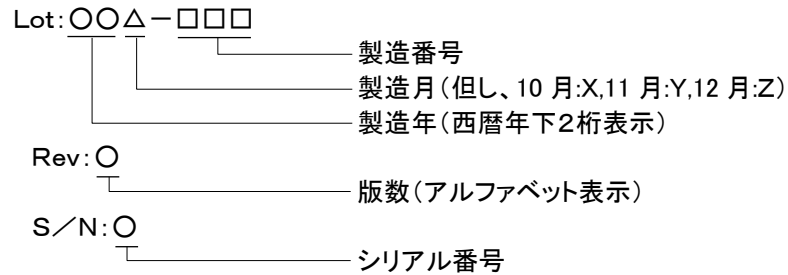 Lot:○○△－□□□
製造番号
製造月(但し、10 月:X,11 月:Y,12 月:Z)
製造年(西暦年下２桁表示)
Rev:○
版数(アルファベット表示)
S／N:○
シリアル番号